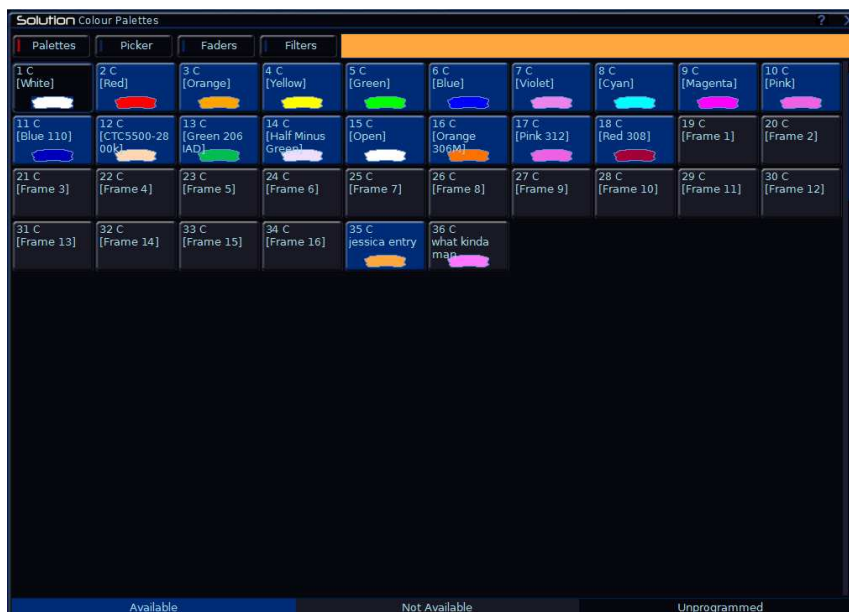 Solution Colour Palettes ? X
Palettes Picker Faders Filters
1 C 2 C 3 C 4 C 5 C 6 C 7 C 8 C 9 C 10 C
[White] [Red] [Orange] [Yellow] [Green] [Blue] [Violet] [Cyan] [Magenta] [Pink]
11 C 12 C 13 C 14 C 15 C 16 C 17 C 18 C 19 C 20 C
[Blue 110] [CTC5500-28 [Green 206 [Half Minus [Open] [Orange [Pink 312] [Red 308] [Frame 1] [Frame 2]
00k] IAD] Green] 306M]
21 C 22 C 23 C 24 C 25 C 26 C 27 C 28 C 29 C 30 C
[Frame 3] [Frame 4] [Frame 5] [Frame 6] [Frame 7] [Frame 8] [Frame 9] [Frame 10] [Frame 11] [Frame 12]
31 C 32 C 33 C 34 C 35 C 36 C
[Frame 13] [Frame 14] [Frame 15] [Frame 16] jessica entry what kinda
man
Available Not Available Unprogrammed